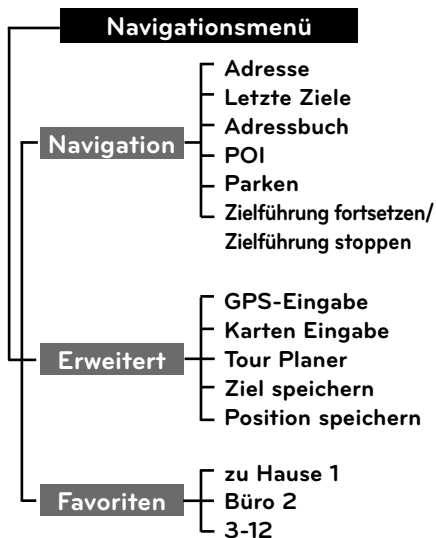 Navigationsmenü
Navigation
Adresse
Letzte Ziele
Adressbuch
POI
Parken
Zielführung fortsetzen/
Zielführung stoppen
Erweitert
GPS-Eingabe
Karten Eingabe
Tour Planer
Ziel speichern
Position speichern
Favoriten
zu Hause 1
Büro 2
3-12